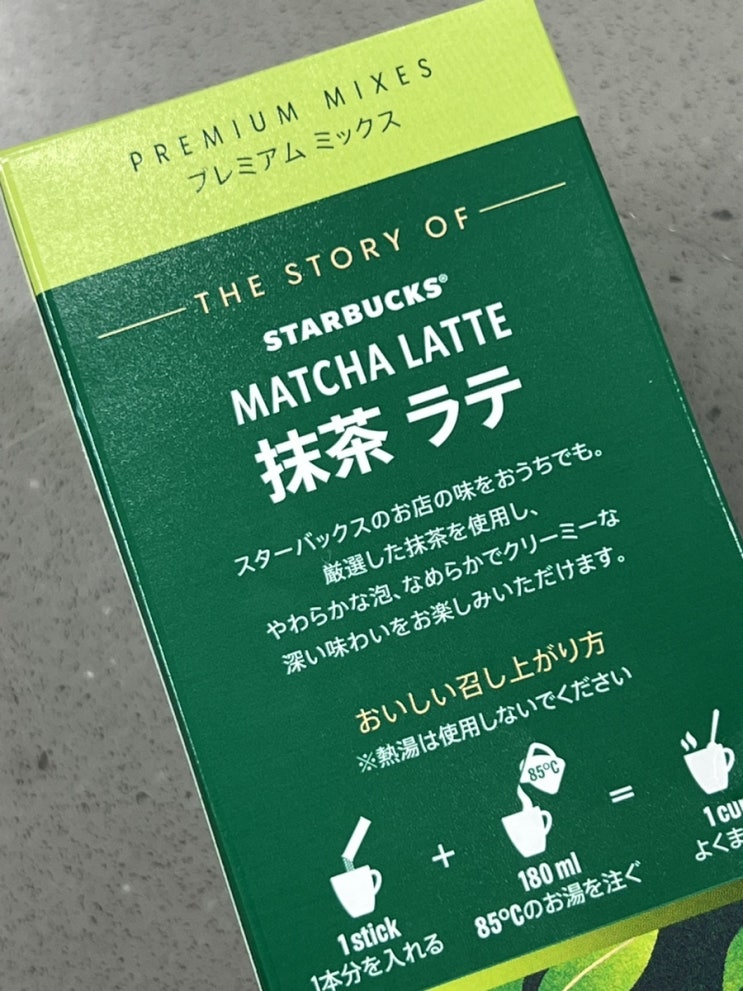 PREMIUM MIXES
プレミアム ミックス
THE STORY OF
STARBUCKS®
MATCHA LATTE
抹茶 ラテ
スターバックスのお店の味をおうちでも。
厳選した抹茶を使用し、
やわらかな泡、なめらかでクリーミーな
深い味わいをお楽しみいただけます。
おいしい召し上がり方
※熱湯は使用しないでください
85°C
+
=
1 stick
1本分を入れる
180 ml
85°Cのお湯を注ぐ
1 cu
よくま